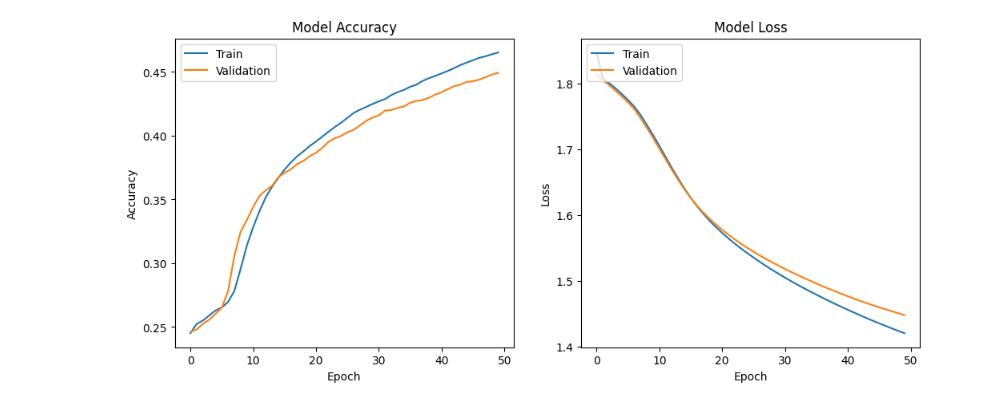 Model Accuracy
Train
Validation
0.45
0.40
0.35
0.30
0.25
Accuracy
0
10
20
30
40
50
Epoch
Model Loss
Train
Validation
1.8
1.7
1.6
1.5
1.4
Loss
0
10
20
30
40
50
Epoch